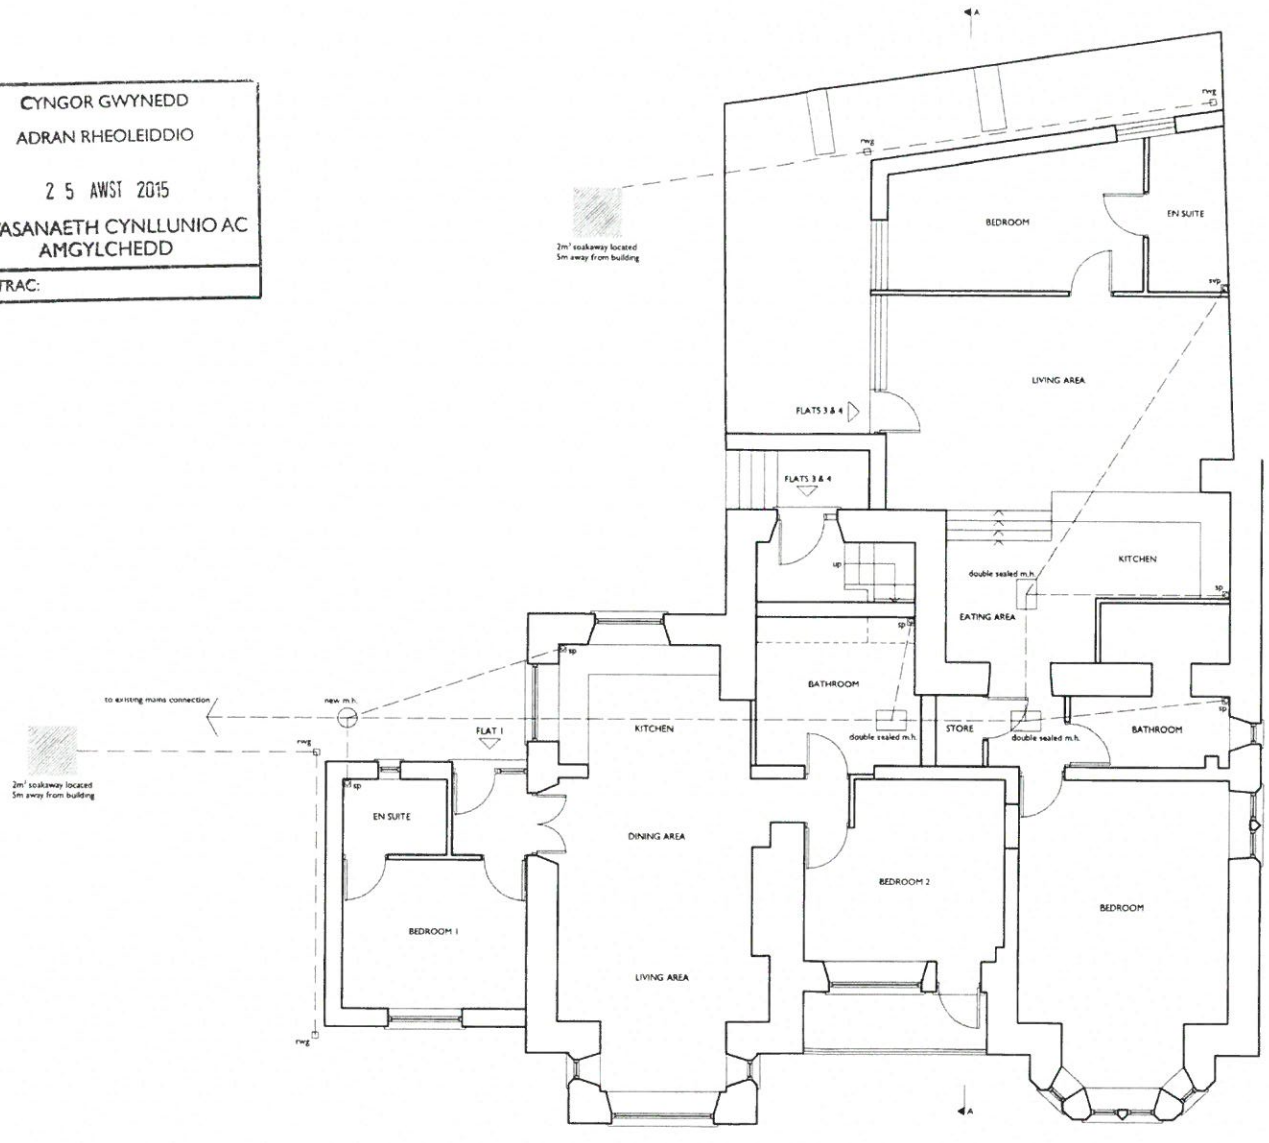 CYNGOR GWYNEDD
ADRAN RHEOLEIDDIO
2 5 AWST 2015
ASANAETH CYNLLUNIO AC
AMGYLCHEDD
TRAC:
A
rwg
rwg
2m³ soakaway located
5m away from building
BEDROOM
EN SUITE
svp
LIVING AREA
FLATS 3 & 4
FLATS 3 & 4
up
KITCHEN
double sealed m.h.
sp
EATING AREA
sp
sp
BATHROOM
to existing mains connection
new m.h.
FLAT 1
KITCHEN
double sealed m.h.
STORE
double sealed m.h.
BATHROOM
sp
rwg
2m³ soakaway located
5m away from building
sp
EN SUITE
DINING AREA
BEDROOM 2
BEDROOM
BEDROOM 1
LIVING AREA
rwg
A